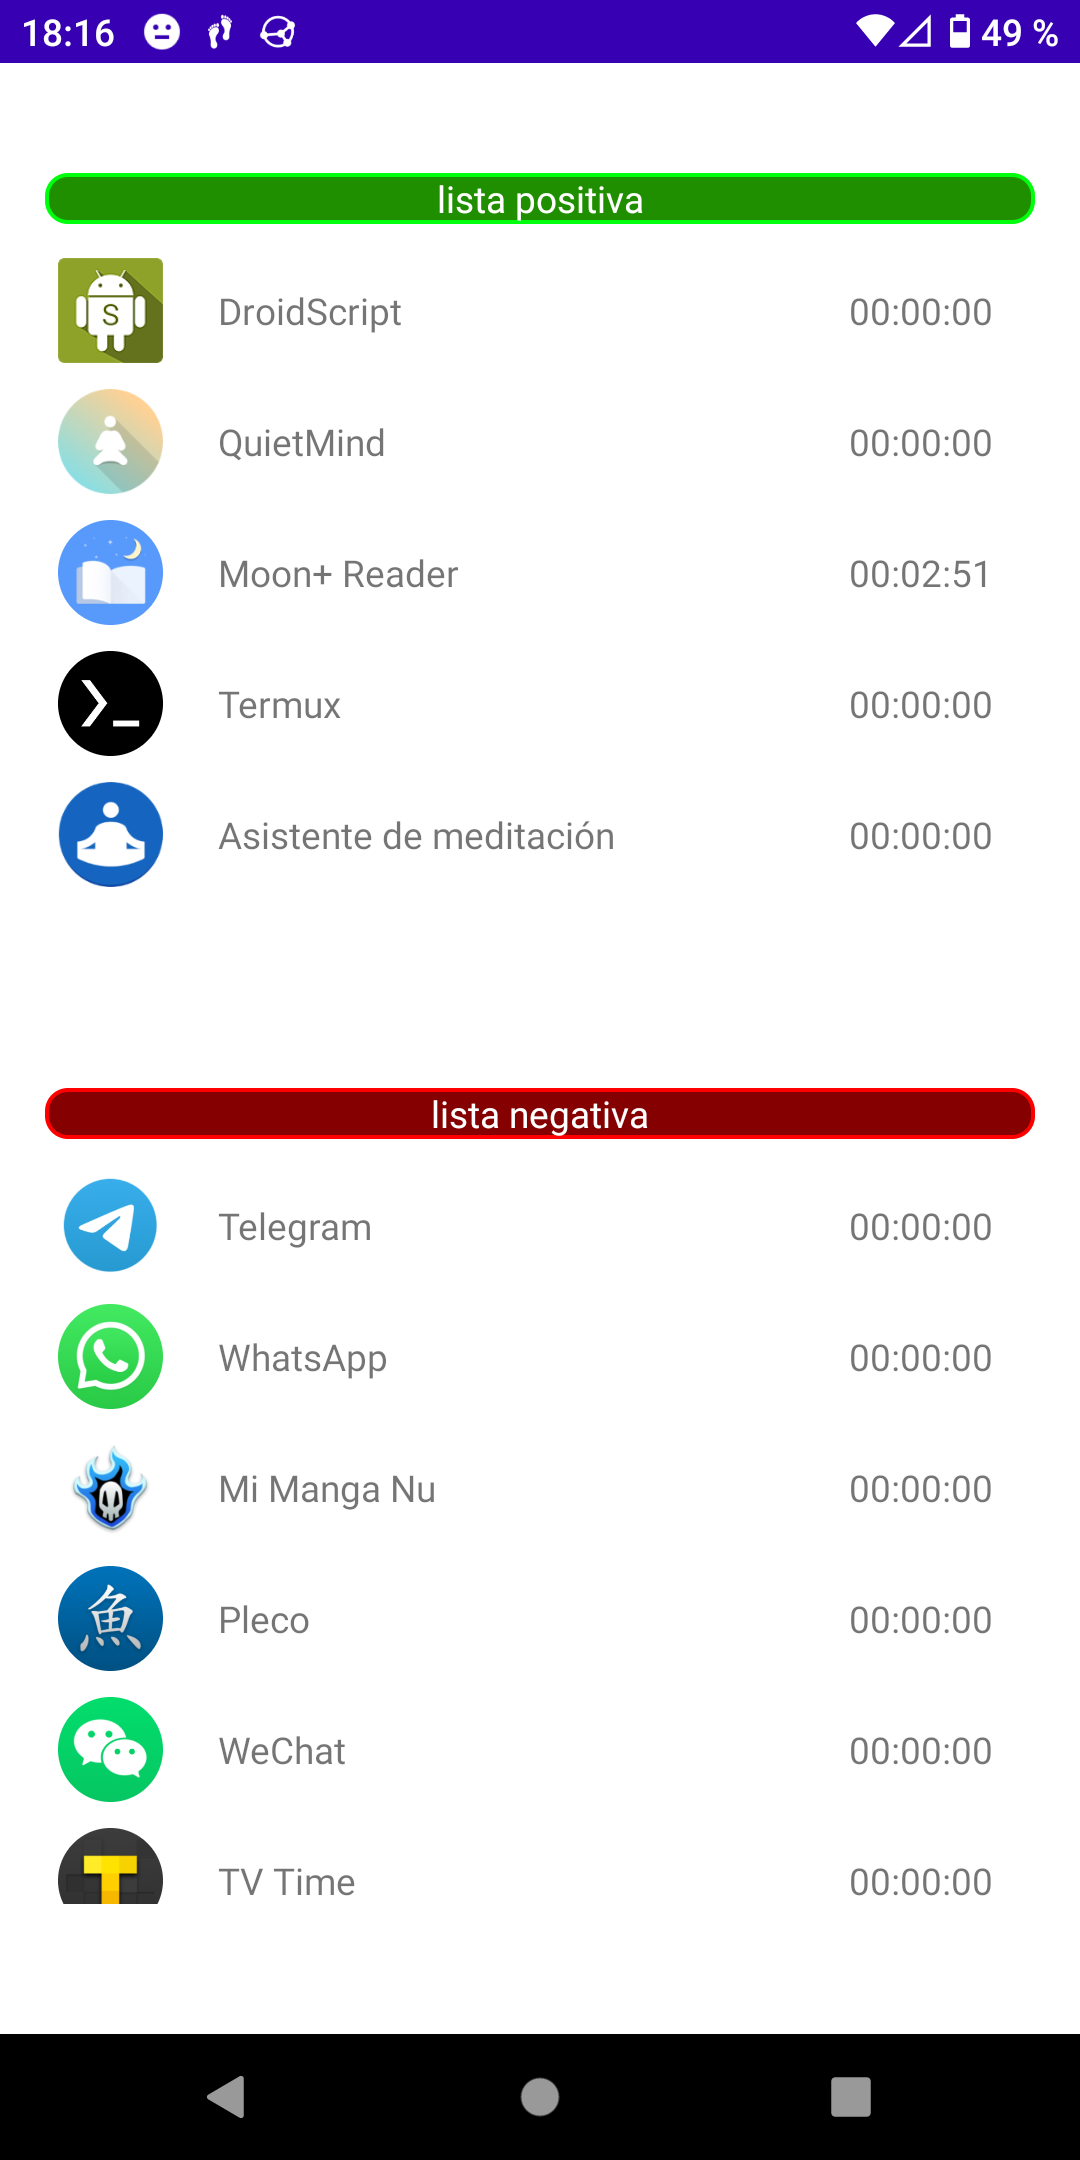 18:16 49 %
lista positiva
S
DroidScript 00:00:00
QuietMind 00:00:00
Moon+ Reader 00:02:51
Termux 00:00:00
Asistente de meditación 00:00:00
lista negativa
Telegram 00:00:00
WhatsApp 00:00:00
Mi Manga Nu 00:00:00
魚
Pleco 00:00:00
WeChat 00:00:00
T
TV Time 00:00:00